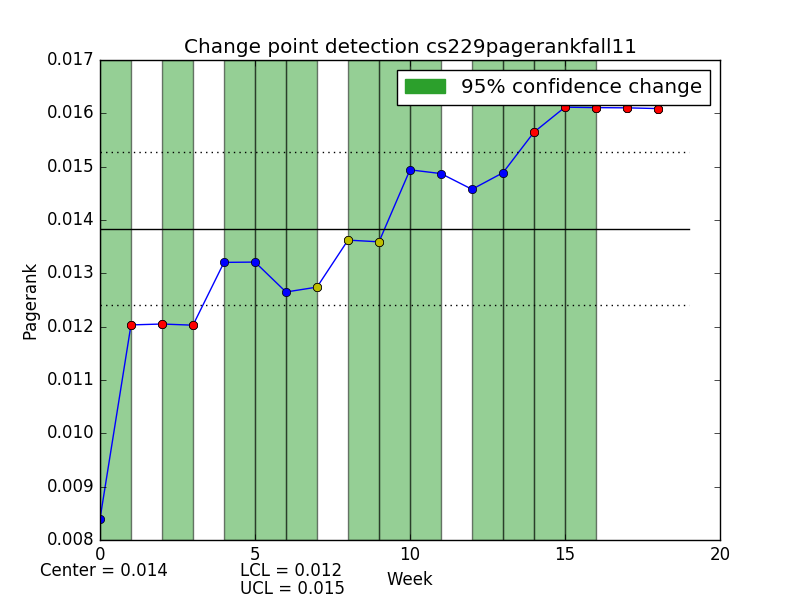 Change point detection cs229pagerankfall11
95% confidence change
0.017
0.016
0.015
0.014
0.013
0.012
0.011
0.010
0.009
0.008
Pagerank
0 5 10 15 20
Center = 0.014 LCL = 0.012
UCL = 0.015
Week